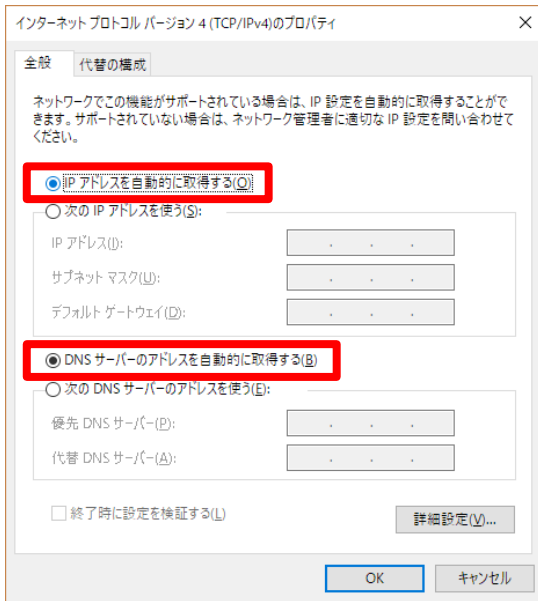 インターネット プロトコル バージョン 4 (TCP/IPv4)のプロパティ
全般 代替の構成
ネットワークでこの機能がサポートされている場合は、IP 設定を自動的に取得することがで
きます。サポートされていない場合は、ネットワーク管理者に適切な IP 設定を問い合わせて
ください。
IP アドレスを自動的に取得する(O)
次の IP アドレスを使う(S):
IP アドレス(I):
サブネット マスク(U):
デフォルト ゲートウェイ(D):
DNS サーバーのアドレスを自動的に取得する(B)
次の DNS サーバーのアドレスを使う(E):
優先 DNS サーバー(P):
代替 DNS サーバー(A):
終了時に設定を検証する(L)
詳細設定(V)...
OK キャンセル